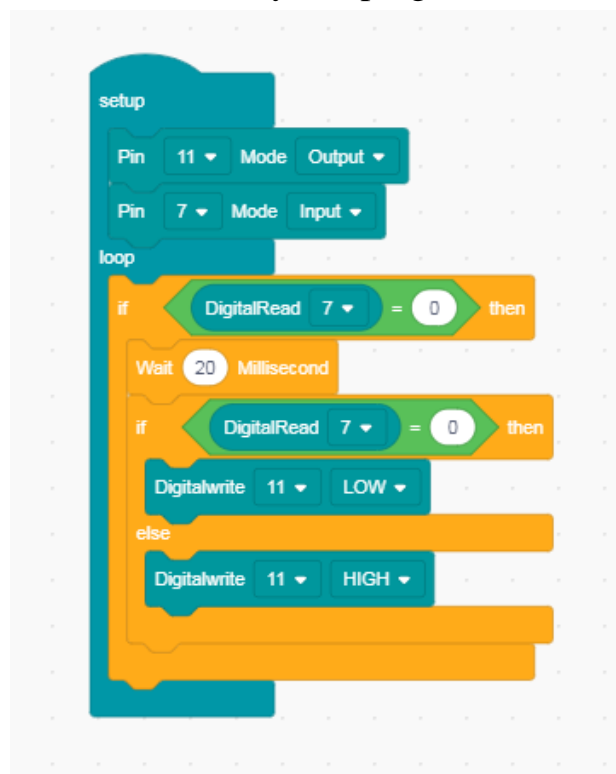 setup
Pin 11 Mode Output
Pin 7 Mode Input
loop
if DigitalRead 7 = 0 then
Wait 20 Millisecond
if DigitalRead 7 = 0 then
Digitalwrite 11 LOW
else
Digitalwrite 11 HIGH